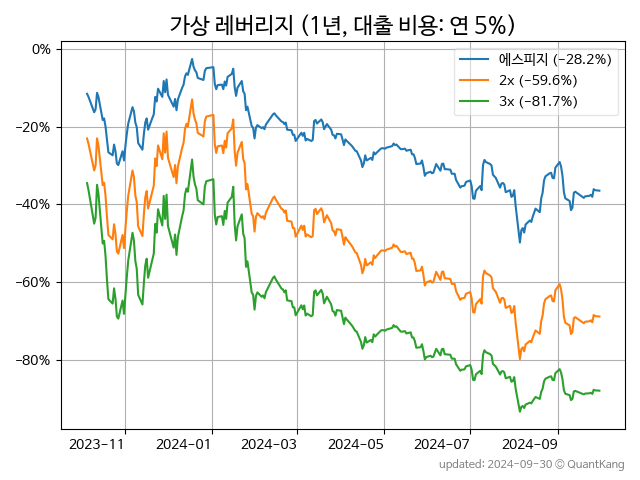 가상 레버리지 (1년, 대출 비용: 연 5%)
0%
−20%
−40%
−60%
−80%
에스피지 (−28.2%)
2x (−59.6%)
3x (−81.7%)
2023-11
2024-01
2024-03
2024-05
2024-07
2024-09
updated: 2024-09-30 © QuantKang